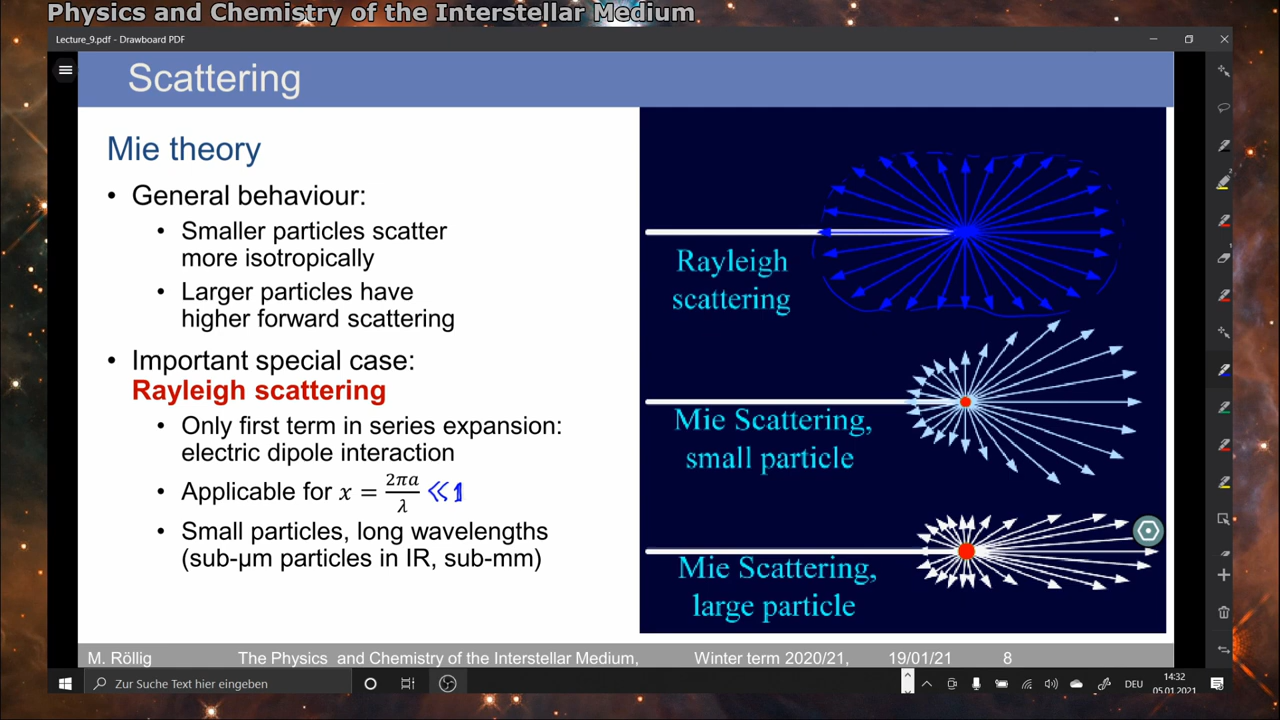 Physics and Chemistry of the Interstellar Medium
Lecture_9.pdf - Drawboard PDF
Scattering
Mie theory
• General behaviour:
• Smaller particles scatter
more isotropically
• Larger particles have
higher forward scattering
• Important special case:
Rayleigh scattering
• Only first term in series expansion:
electric dipole interaction
• Applicable for x = 2πa/λ ≪1
• Small particles, long wavelengths
(sub-µm particles in IR, sub-mm)
Rayleigh
scattering
Mie Scattering,
small particle
Mie Scattering,
large particle
M. Röllig The Physics and Chemistry of the Interstellar Medium, Winter term 2020/21, 19/01/21 8
Zur Suche Text hier eingeben
DEU
14:32
05.01.2021